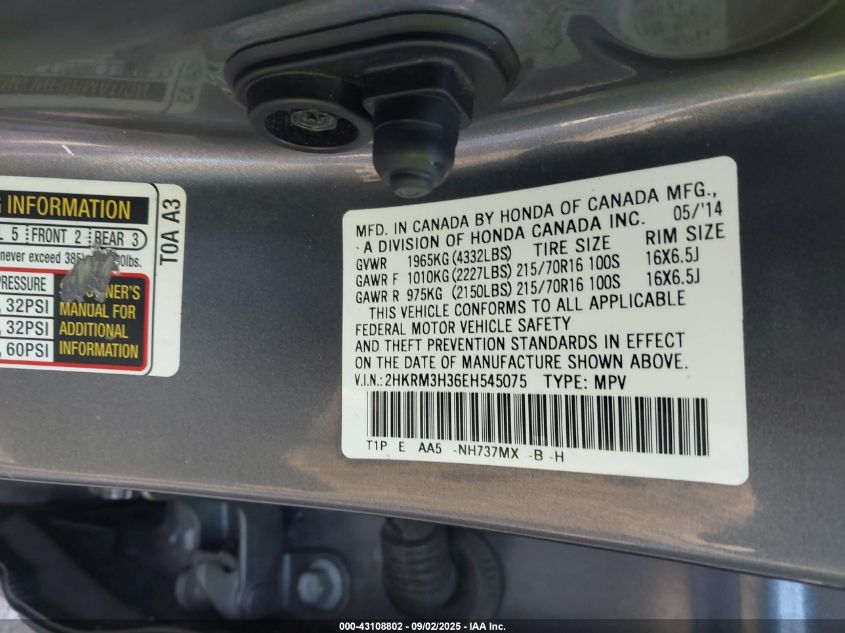 G INFORMATION
L 5 FRONT 2 REAR 3
never exceed 385
lbs.
PRESSURE
, 32PSI
, 32PSI
, 60PSI
OWNER'S
MANUAL FOR
ADDITIONAL
INFORMATION
T0A A3
MFD. IN CANADA BY HONDA OF CANADA MFG.,
A DIVISION OF HONDA CANADA INC. 05/'14
GVWR 1965KG (4332LBS) TIRE SIZE RIM SIZE
GAWR F 1010KG (2227LBS) 215/70R16 100S 16X6.5J
GAWR R 975KG (2150LBS) 215/70R16 100S 16X6.5J
THIS VEHICLE CONFORMS TO ALL APPLICABLE
FEDERAL MOTOR VEHICLE SAFETY
AND THEFT PREVENTION STANDARDS IN EFFECT
ON THE DATE OF MANUFACTURE SHOWN ABOVE.
V.I.N.: 2HKRM3H36EH545075 TYPE: MPV
T1P E AA5 -NH737MX -B -H
000-43108802 - 09/02/2025 - IAA Inc.